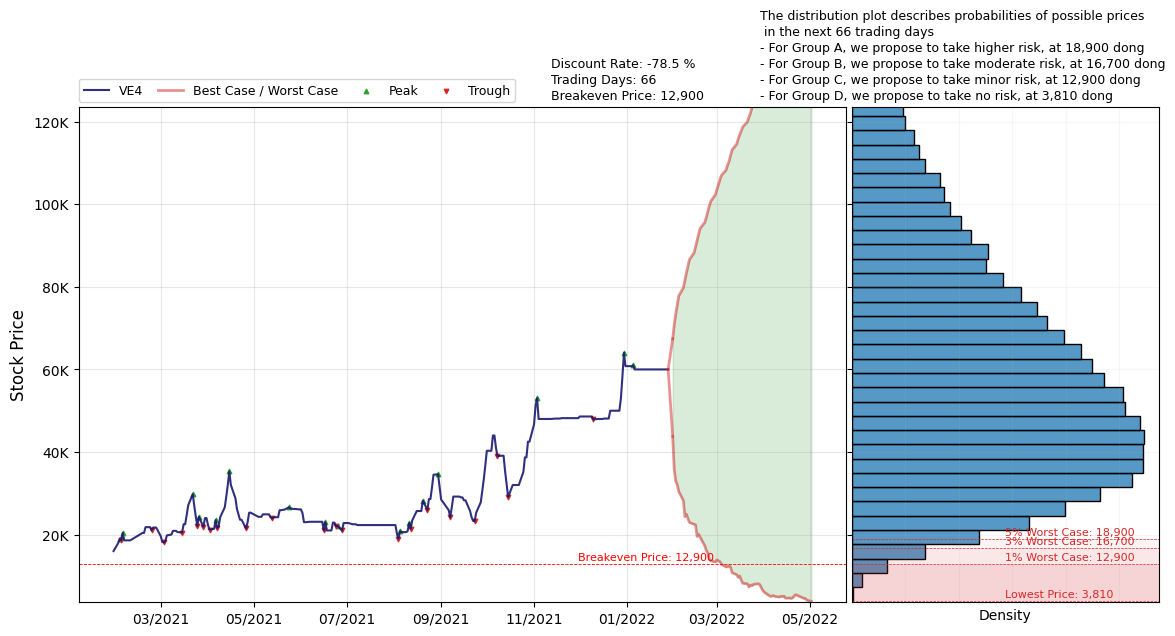 The distribution plot describes probabilities of possible prices
in the next 66 trading days
- For Group A, we propose to take higher risk, at 18,900 dong
- For Group B, we propose to take moderate risk, at 16,700 dong
- For Group C, we propose to take minor risk, at 12,900 dong
- For Group D, we propose to take no risk, at 3,810 dong
Discount Rate: -78.5 %
Trading Days: 66
Breakeven Price: 12,900
VE4
Best Case / Worst Case
Peak
Trough
Stock Price
120K
100K
80K
60K
40K
20K
Breakeven Price: 12,900
03/2021
05/2021
07/2021
09/2021
11/2021
01/2022
03/2022
05/2022
5% Worst Case: 18,900
3% Worst Case: 16,700
1% Worst Case: 12,900
Lowest Price: 3,810
Density